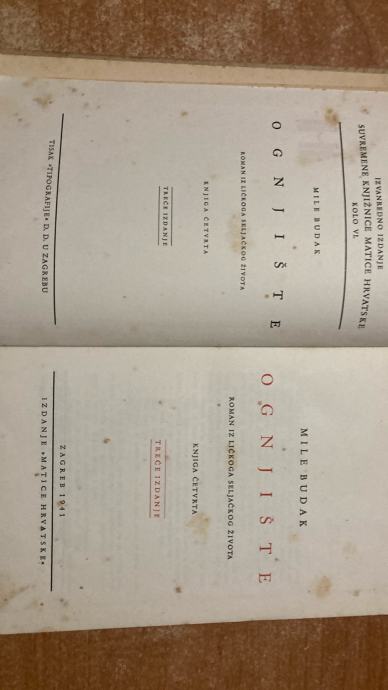 IZVANREDNO IZDANJE
SUVREMENE KNJIŽNICE MATICE HRVATSKE
KOLO VI.
MILE BUDAK
OGNJIŠTE
ROMAN IZ LIČKOGA SELJAČKOG ŽIVOTA
KNJIGA ČETVRTA
TREĆE IZDANJE
TISAK »TIPOGRAFIJE« D. D. U ZAGREBU
MILE BUDAK
OGNJIŠTE
ROMAN IZ LIČKOGA SELJAČKOG ŽIVOTA
KNJIGA ČETVRTA
TREĆE IZDANJE
ZAGREB 1941
IZDANJE »MATICE HRVATSKE«